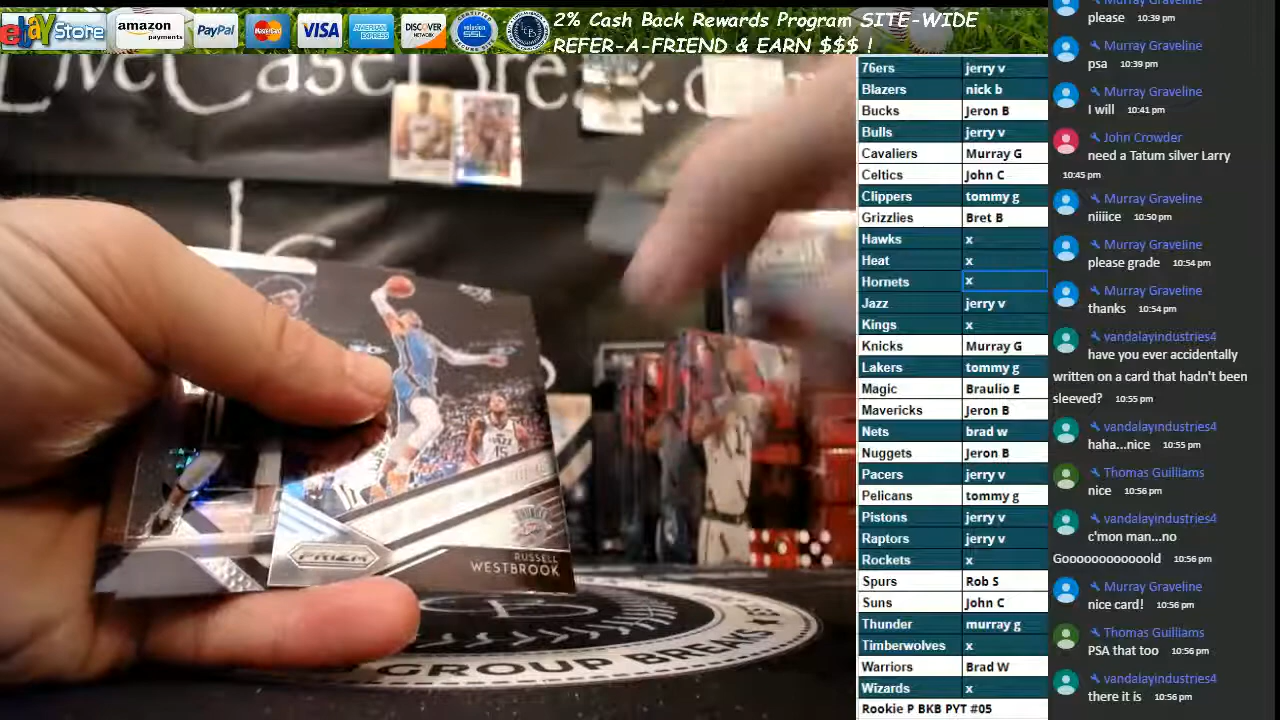 ebay Store
amazon
payments
PayPal
MasterCard
VISA
AMERICAN EXPRESS
DISCOVER
NETWORK
volusion
SSL
2% Cash Back Rewards Program SITE-WIDE
REFER-A-FRIEND & EARN $$$ !
LiveCaseBreak.c
PRIZM
RUSSELL
WESTBROOK
JAZZ
15
GROUP BREAKS
76ers jerry v
Blazers nick b
Bucks Jeron B
Bulls jerry v
Cavaliers Murray G
Celtics John C
Clippers tommy g
Grizzlies Bret B
Hawks x
Heat x
Hornets x
Jazz jerry v
Kings x
Knicks Murray G
Lakers tommy g
Magic Braulio E
Mavericks Jeron B
Nets brad w
Nuggets Jeron B
Pacers jerry v
Pelicans tommy g
Pistons jerry v
Raptors jerry v
Rockets x
Spurs Rob S
Suns John C
Thunder murray g
Timberwolves x
Warriors Brad W
Wizards x
Rookie P BKB PYT #05
Murray Graveline
please 10:39 pm
Murray Graveline
psa 10:39 pm
Murray Graveline
I will 10:41 pm
John Crowder
need a Tatum silver Larry
10:45 pm
Murray Graveline
niiice 10:50 pm
Murray Graveline
please grade 10:54 pm
Murray Graveline
thanks 10:54 pm
vandalayindustries4
have you ever accidentally
written on a card that hadn't been
sleeved? 10:55 pm
vandalayindustries4
haha...nice 10:55 pm
Thomas Guilliams
nice 10:56 pm
vandalayindustries4
c'mon man...no
Gooooooooooold 10:56 pm
Murray Graveline
nice card! 10:56 pm
Thomas Guilliams
PSA that too 10:56 pm
vandalayindustries4
there it is 10:56 pm